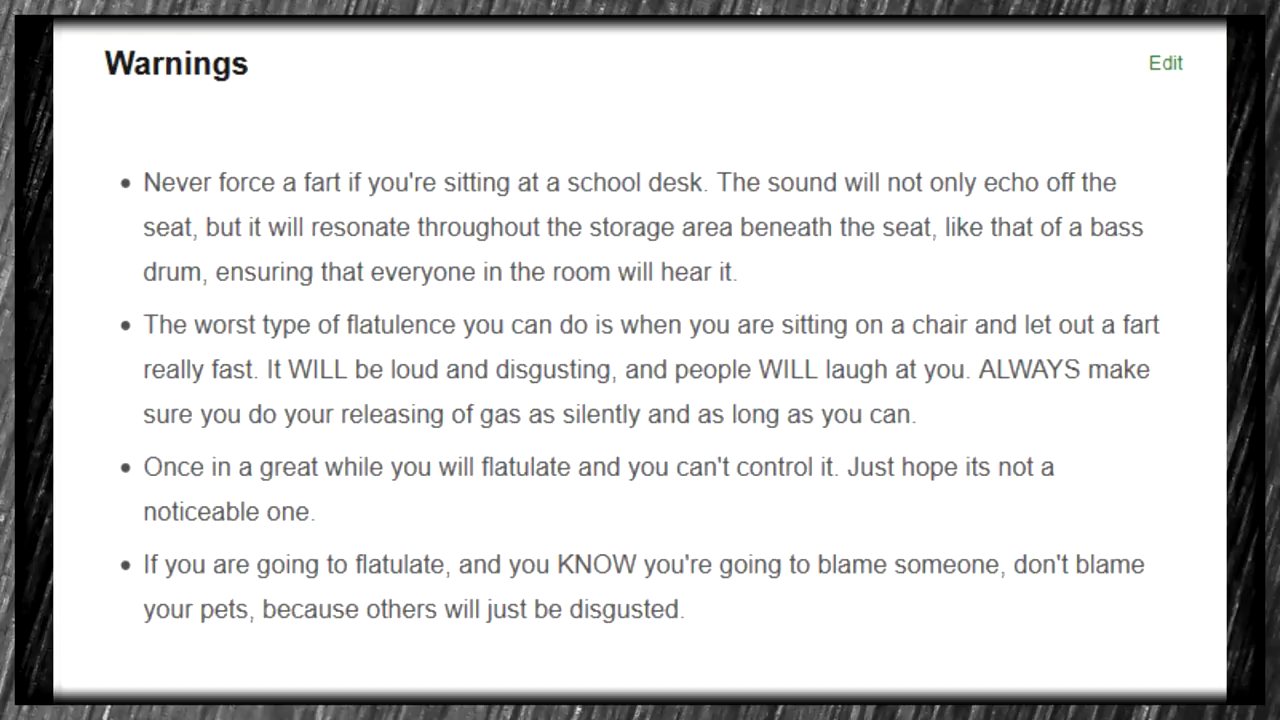 Warnings
Edit
Never force a fart if you're sitting at a school desk. The sound will not only echo off the
seat, but it will resonate throughout the storage area beneath the seat, like that of a bass
drum, ensuring that everyone in the room will hear it.
The worst type of flatulence you can do is when you are sitting on a chair and let out a fart
really fast. It WILL be loud and disgusting, and people WILL laugh at you. ALWAYS make
sure you do your releasing of gas as silently and as long as you can.
Once in a great while you will flatulate and you can't control it. Just hope its not a
noticeable one.
If you are going to flatulate, and you KNOW you're going to blame someone, don't blame
your pets, because others will just be disgusted.